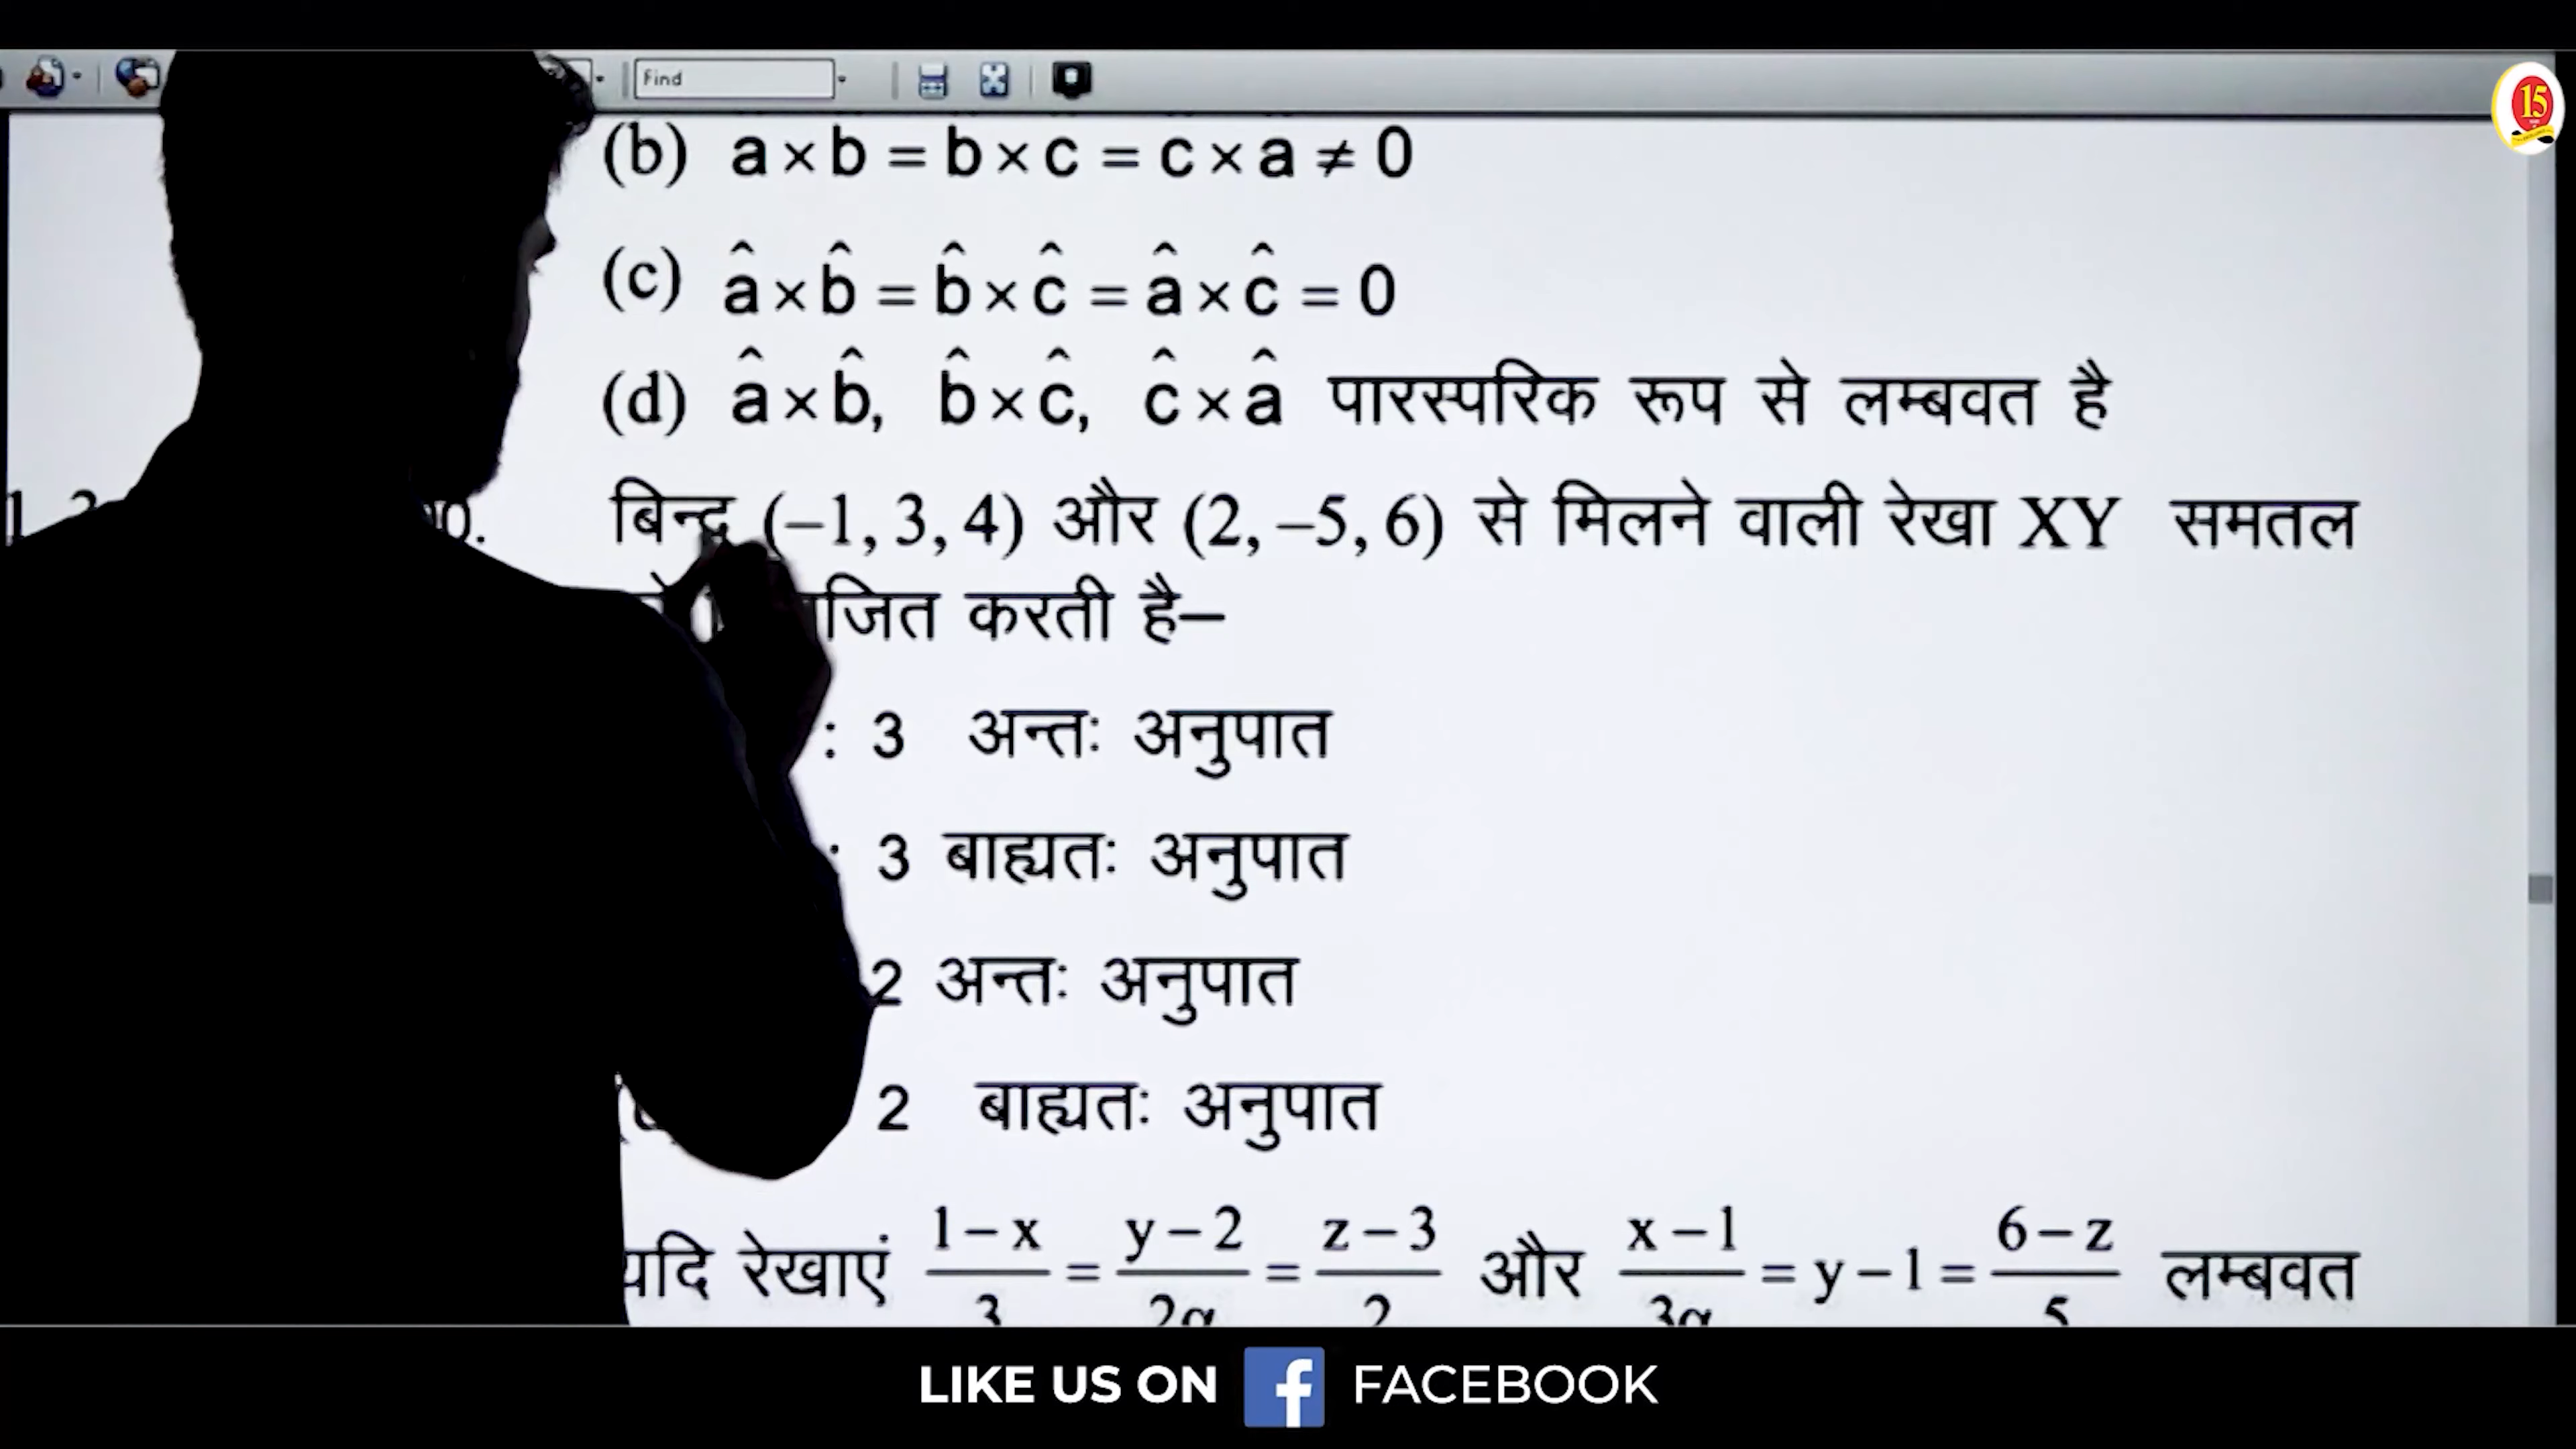 Find
15
(b) a × b = b × c = c × a ≠ 0
(c) â × b̂ = b̂ × ĉ = â × ĉ = 0
(d) â × b̂, b̂ × ĉ, ĉ × â पारस्परिक रूप से लम्बवत है
बिन्दु (–1, 3, 4) और (2, –5, 6) से मिलने वाली रेखा XY समतल
करती है–
: 3 अन्तः अनुपात
: 3 बाह्यतः अनुपात
2 अन्तः अनुपात
2 बाह्यतः अनुपात
यदि रेखाएं (1 – x)/3 = (y – 2)/2α = (z – 3)/2 और (x – 1)/3α = y – 1 = (6 – z)/5 लम्बवत
LIKE US ON f FACEBOOK